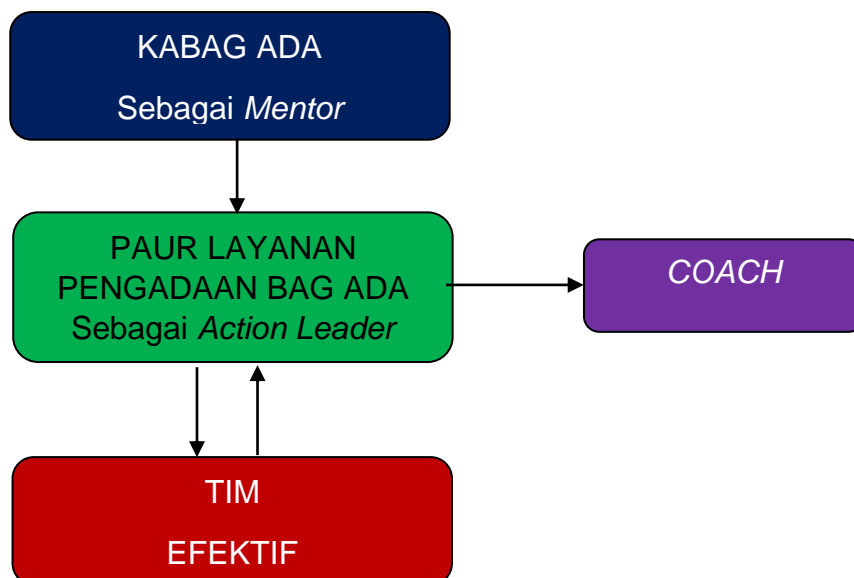 KABAG ADA
Sebagai Mentor
PAUR LAYANAN
PENGADAAN BAG ADA
Sebagai Action Leader
COACH
TIM
EFEKTIF